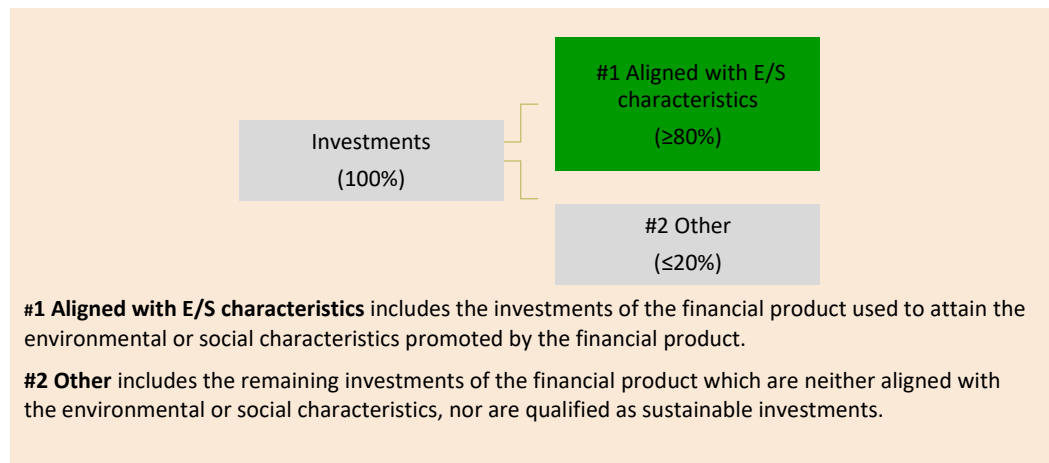 #1 Aligned with E/S
characteristics
(≥80%)
Investments
(100%)
#2 Other
(≤20%)
#1 Aligned with E/S characteristics includes the investments of the financial product used to attain the
environmental or social characteristics promoted by the financial product.
#2 Other includes the remaining investments of the financial product which are neither aligned with
the environmental or social characteristics, nor are qualified as sustainable investments.